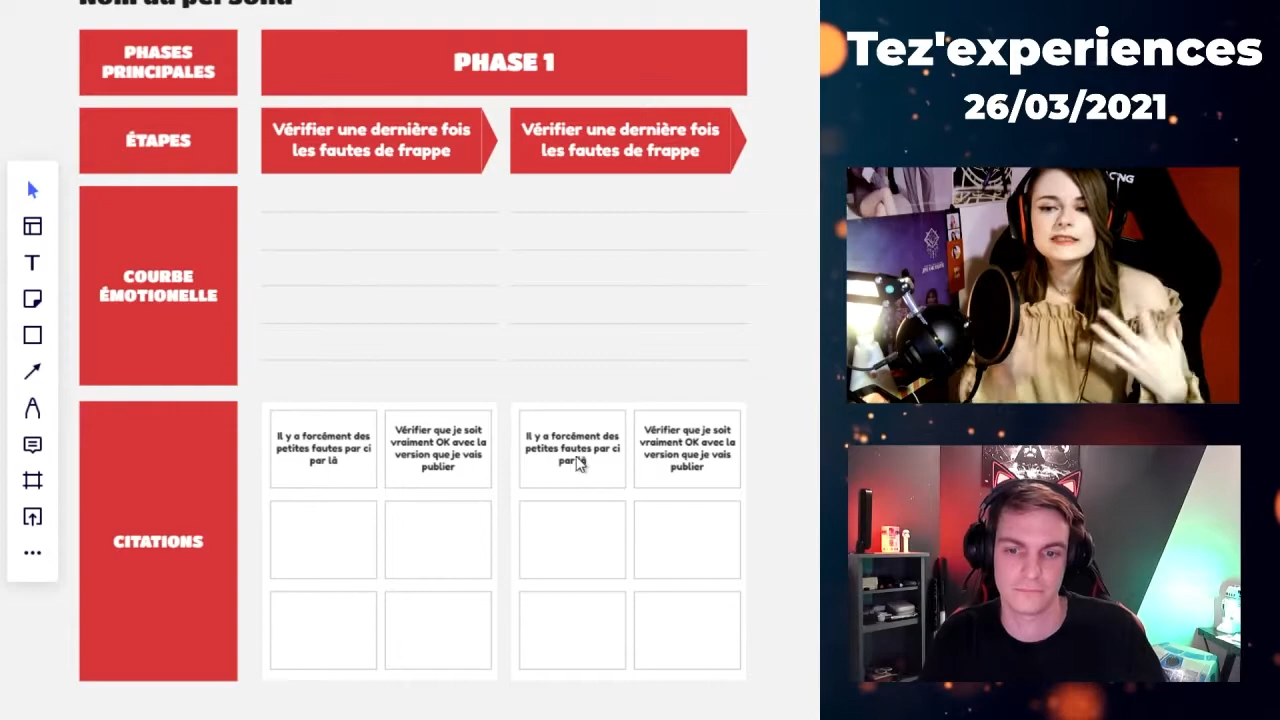 Nom du persona
PHASES
PRINCIPALES
PHASE 1
ÉTAPES
Vérifier une dernière fois
les fautes de frappe
Vérifier une dernière fois
les fautes de frappe
COURBE
ÉMOTIONELLE
CITATIONS
Il y a forcément des
petites fautes par ci
par là
Vérifier que je soit
vraiment OK avec la
version que je vais
publier
Il y a forcément des
petites fautes par ci
par là
Vérifier que je soit
vraiment OK avec la
version que je vais
publier
Tez'experiences
26/03/2021